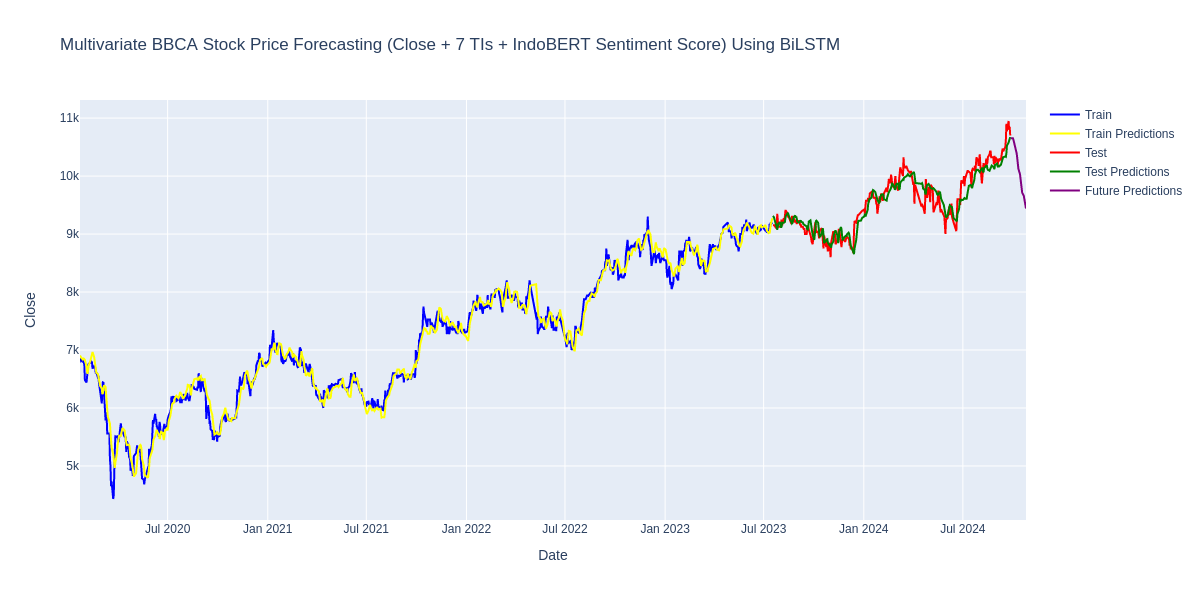 Multivariate BBCA Stock Price Forecasting (Close + 7 TIs + IndoBERT Sentiment Score) Using BiLSTM
11k
10k
9k
8k
7k
6k
5k
Close
Jul 2020
Jan 2021
Jul 2021
Jan 2022
Jul 2022
Jan 2023
Jul 2023
Jan 2024
Jul 2024
Date
Train
Train Predictions
Test
Test Predictions
Future Predictions